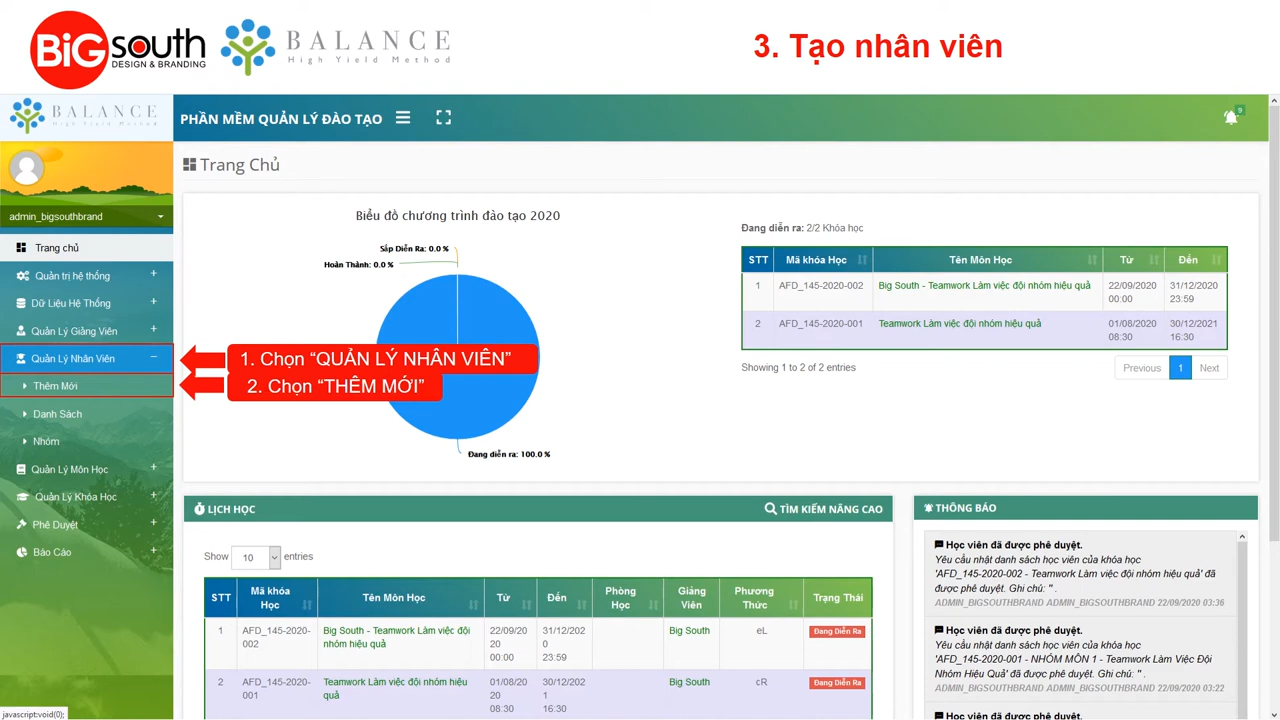 BiGsouth
DESIGN & BRANDING
BALANCE
High Yield Method
3. Tạo nhân viên
BALANCE
High Yield Method
PHẦN MỀM QUẢN LÝ ĐÀO TẠO
9
admin_bigsouthbrand
Trang chủ
Quản trị hệ thống
Dữ Liệu Hệ Thống
Quản Lý Giảng Viên
Quản Lý Nhân Viên
Thêm Mới
Danh Sách
Nhóm
Quản Lý Môn Học
Quản Lý Khóa Học
Phê Duyệt
Báo Cáo
1. Chọn “QUẢN LÝ NHÂN VIÊN”
2. Chọn “THÊM MỚI”
Trang Chủ
Biểu đồ chương trình đào tạo 2020
Sắp Diễn Ra: 0.0 %
Hoàn Thành: 0.0 %
Đang diễn ra: 100.0 %
Đang diễn ra: 2/2 Khóa học
STT Mã khóa Học Tên Môn Học Từ Đến
1 AFD_145-2020-002 Big South - Teamwork Làm việc đội nhóm hiệu quả 22/09/2020 31/12/2020
00:00 23:59
2 AFD_145-2020-001 Teamwork Làm việc đội nhóm hiệu quả 01/08/2020 30/12/2021
08:30 16:30
Showing 1 to 2 of 2 entries
Previous 1 Next
LỊCH HỌC
TÌM KIẾM NÂNG CAO
Show 10 entries
STT Mã khóa Học Tên Môn Học Từ Đến Phòng Học Giảng Viên Phương Thức Trạng Thái
1 AFD_145-2020- Big South - Teamwork Làm việc đội 22/09/20 31/12/202 Big South eL Đang Diễn Ra
002 nhóm hiệu quả 20 0
00:00 23:59
2 AFD_145-2020- Teamwork Làm việc đội nhóm hiệu 01/08/20 30/12/202 Big South cR Đang Diễn Ra
001 quả 20 1
08:30 16:30
THÔNG BÁO
Học viên đã được phê duyệt.
Yêu cầu nhật danh sách học viên của khóa học
'AFD_145-2020-002 - Teamwork Làm việc đội nhóm hiệu quả' đã
được phê duyệt. Ghi chú: '' .
ADMIN_BIGSOUTHBRAND ADMIN_BIGSOUTHBRAND 22/09/2020 03:36
Học viên đã được phê duyệt.
Yêu cầu nhật danh sách học viên của khóa học
'AFD_145-2020-001 - NHÓM MÔN 1 - Teamwork Làm Việc Đội
Nhóm Hiệu Quả' đã được phê duyệt. Ghi chú: '' .
ADMIN_BIGSOUTHBRAND ADMIN_BIGSOUTHBRAND 22/09/2020 03:22
Học viên đã được phê duyệt.
javascript:void(0);